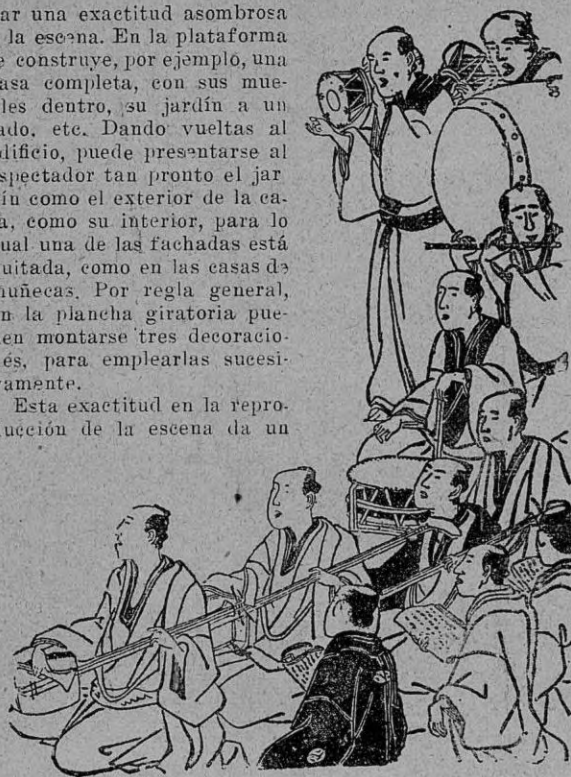 ar una exactitud asombrosa
la escena. En la plataforma
e construye, por ejemplo, una
asa completa, con sus mue-
les dentro, su jardín a un
ado, etc. Dando vueltas al
dificio, puede presentarse al
spectador tan pronto el jar
ín como el exterior de la ca-
a, como su interior, para lo
ual una de las fachadas está
uitada, como en las casas de
nuñecas. Por regla general,
n la plancha giratoria pue-
en montarse tres decoracio-
és, para emplearlas sucesi-
amente.
Esta exactitud en la repro-
ucción de la escena da un